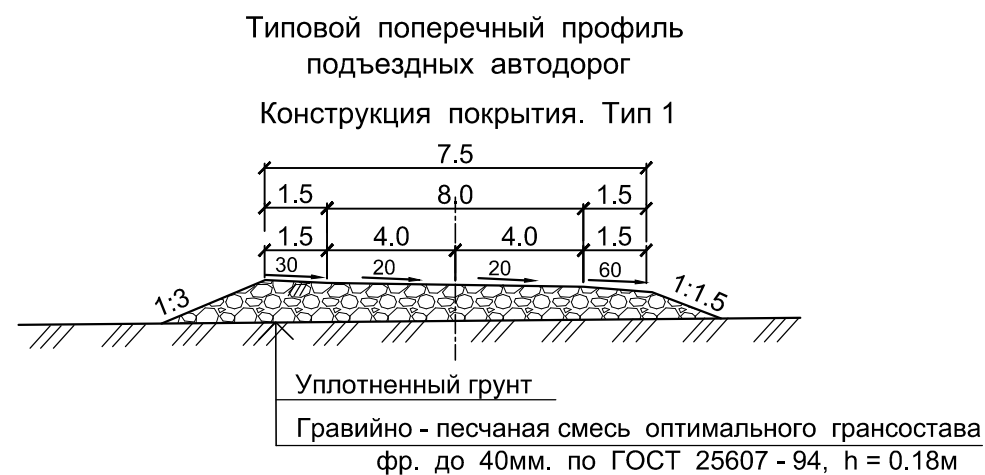 Типовой поперечный профиль
подъездных автодорог
Конструкция покрытия. Тип 1
7.5
1.5 8.0 1.5
1.5 4.0 4.0 1.5
30 20 20 60
1:3 1:1.5
Уплотненный грунт
Гравийно - песчаная смесь оптимального грансостава
фр. до 40мм. по ГОСТ 25607 - 94, h = 0.18м